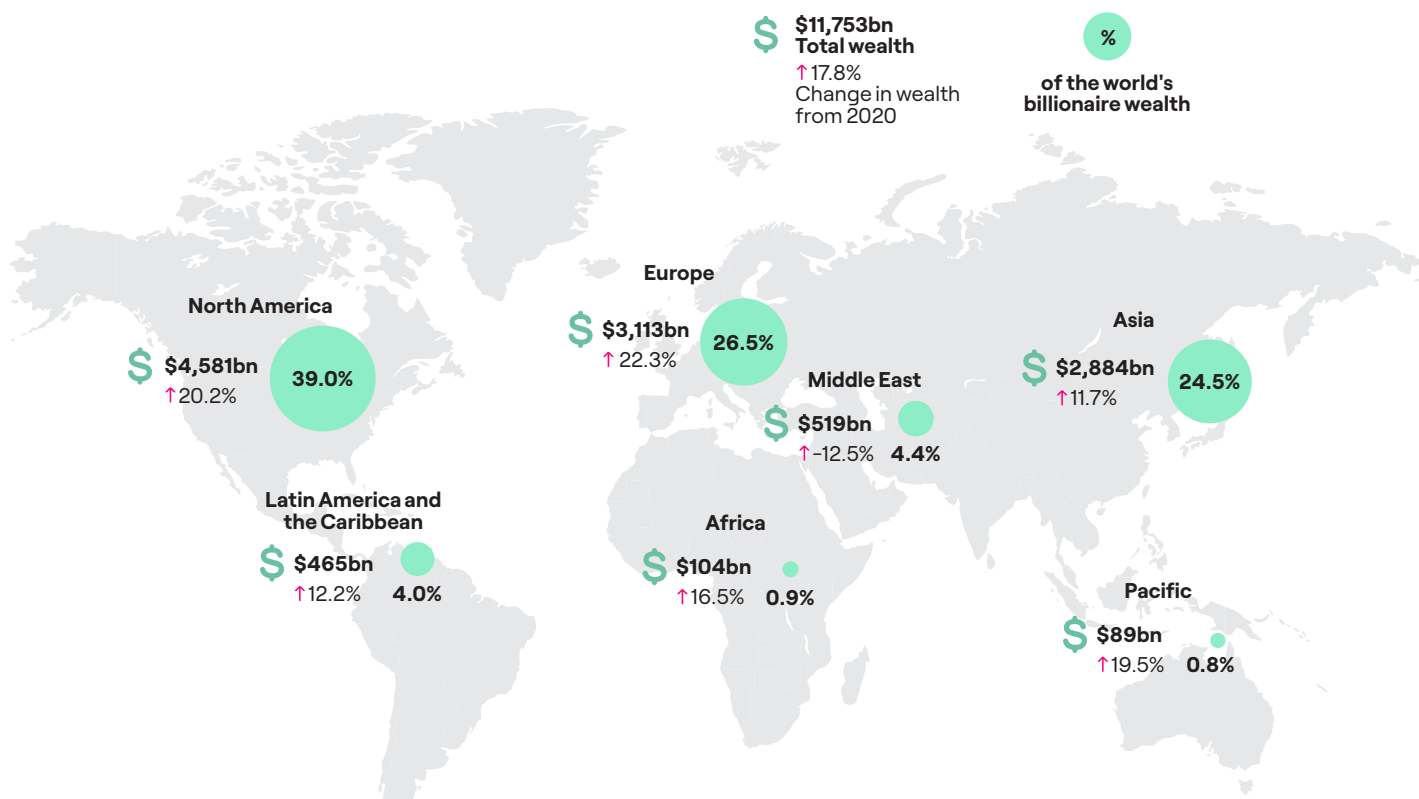 $11,753bn
Total wealth
↑17.8%
Change in wealth
from 2020
%
of the world's
billionaire wealth
North America
$4,581bn
↑20.2%
39.0%
Europe
$3,113bn
↑ 22.3%
26.5%
Asia
$2,884bn
↑11.7%
24.5%
Middle East
$519bn
↑-12.5%
4.4%
Latin America and
the Caribbean
$465bn
↑12.2%
4.0%
Africa
$104bn
↑16.5%
0.9%
Pacific
$89bn
↑19.5%
0.8%